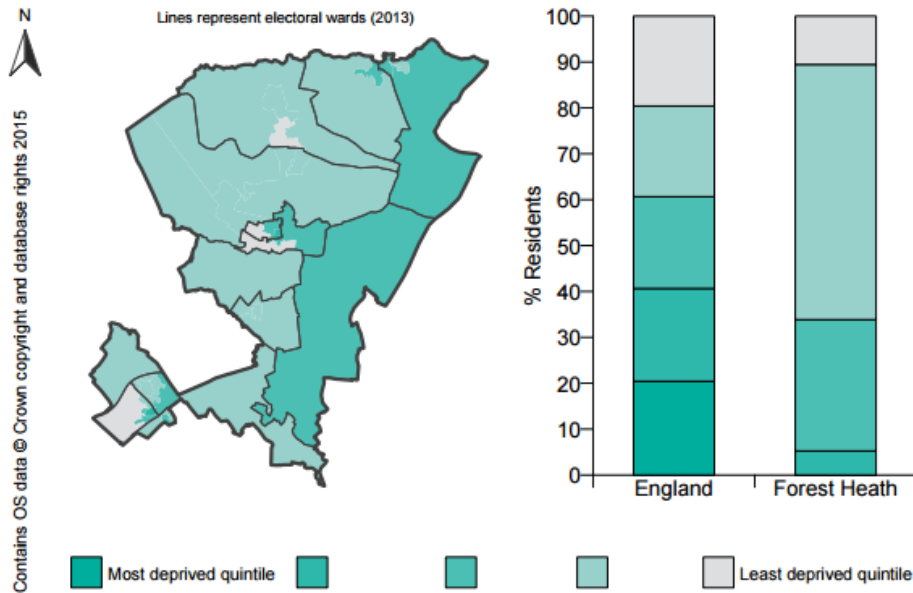 N
Lines represent electoral wards (2013)
Contains OS data © Crown copyright and database rights 2015
% Residents
100
90
80
70
60
50
40
30
20
10
0
England
Forest Heath
Most deprived quintile
Least deprived quintile